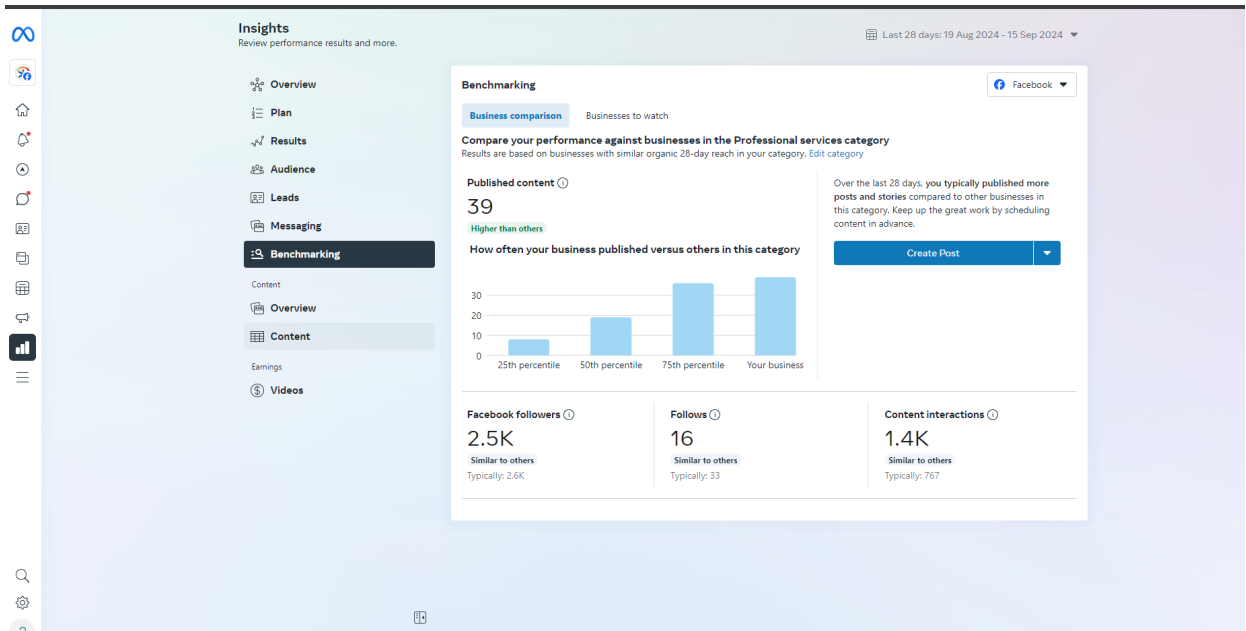 Insights
Review performance results and more.
Last 28 days: 19 Aug 2024 - 15 Sep 2024
Overview
Plan
Results
Audience
Leads
Messaging
Benchmarking
Content
Overview
Content
Earnings
Videos
Benchmarking
Facebook
Business comparison
Businesses to watch
Compare your performance against businesses in the Professional services category
Results are based on businesses with similar organic 28-day reach in your category. Edit category
Published content
39
Higher than others
How often your business published versus others in this category
30
20
10
0
25th percentile
50th percentile
75th percentile
Your business
Over the last 28 days, you typically published more
posts and stories compared to other businesses in
this category. Keep up the great work by scheduling
content in advance.
Create Post
Facebook followers
2.5K
Similar to others
Typically: 2.6K
Follows
16
Similar to others
Typically: 33
Content interactions
1.4K
Similar to others
Typically: 767